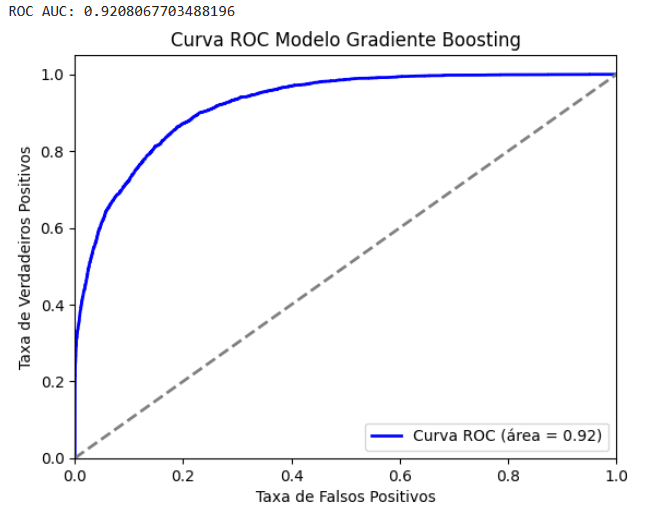 ROC AUC: 0.9208067703488196
Curva ROC Modelo Gradiente Boosting
1.0
0.8
0.6
0.4
0.2
0.0
Taxa de Verdadeiros Positivos
Curva ROC (área = 0.92)
0.0 0.2 0.4 0.6 0.8 1.0
Taxa de Falsos Positivos